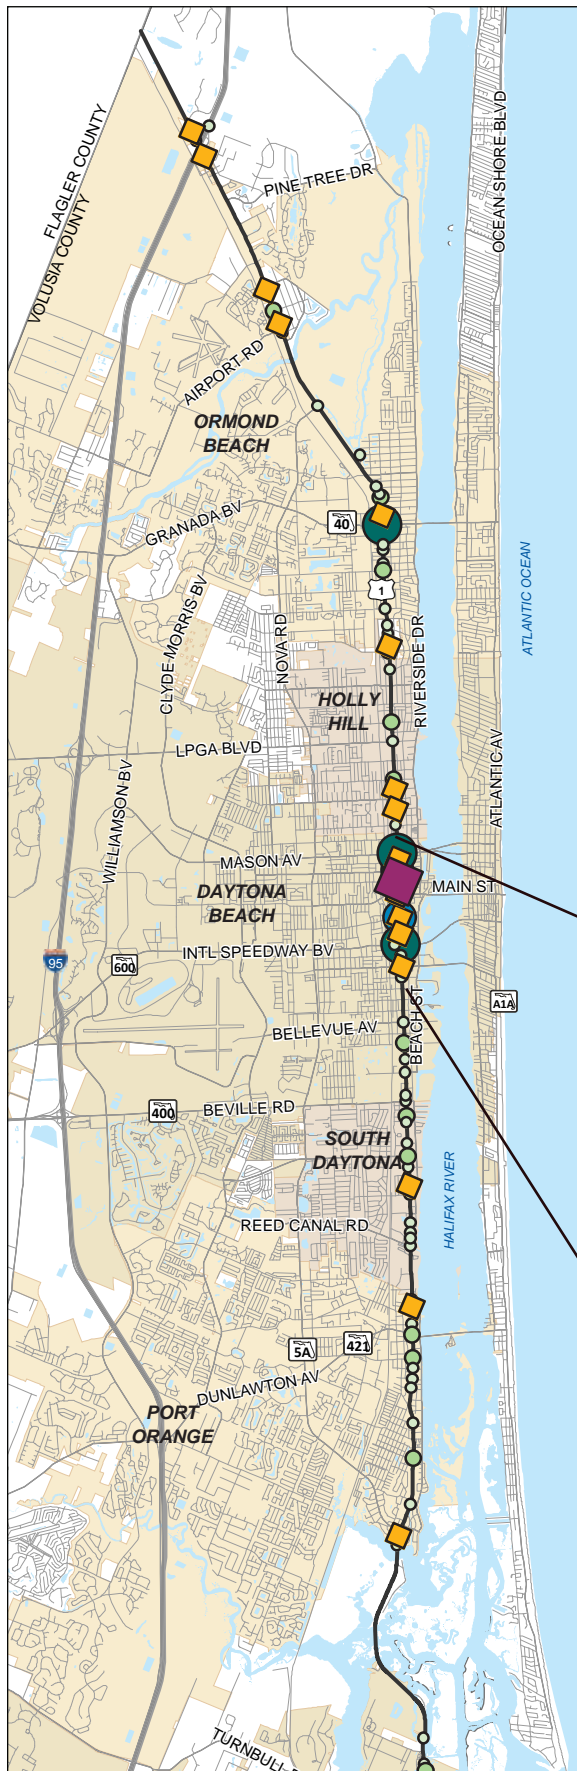 FLAGLER COUNTY
VOLUSIA COUNTY
PINE TREE DR
OCEAN SHORE BLVD
AIRPORT RD
ORMOND
BEACH
GRANADA BV
40
ATLANTIC OCEAN
1
CLYDE MORRIS BV
NOVA RD
RIVERSIDE DR
HOLLY
HILL
LPGA BLVD
ATLANTIC AV
WILLIAMSON BV
MASON AV
DAYTONA
BEACH
MAIN ST
INTL SPEEDWAY BV
95
600
A1A
BELLEVUE AV
BEACH ST
400
BEVILLE RD
SOUTH
DAYTONA
HALIFAX RIVER
REED CANAL RD
5A
421
DUNLAWTON AV
PORT
ORANGE
TURNBULL